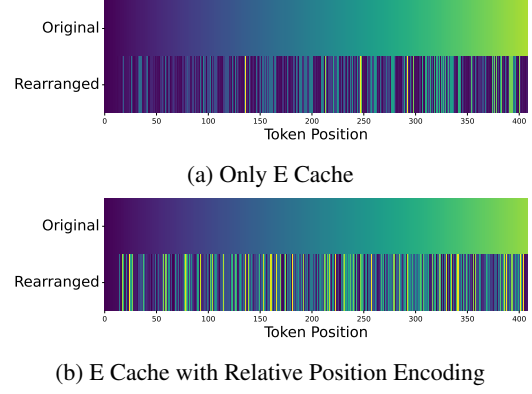 Original
Rearranged
0 50 100 150 200 250 300 350 400
Token Position
(a) Only E Cache
Original
Rearranged
0 50 100 150 200 250 300 350 400
Token Position
(b) E Cache with Relative Position Encoding